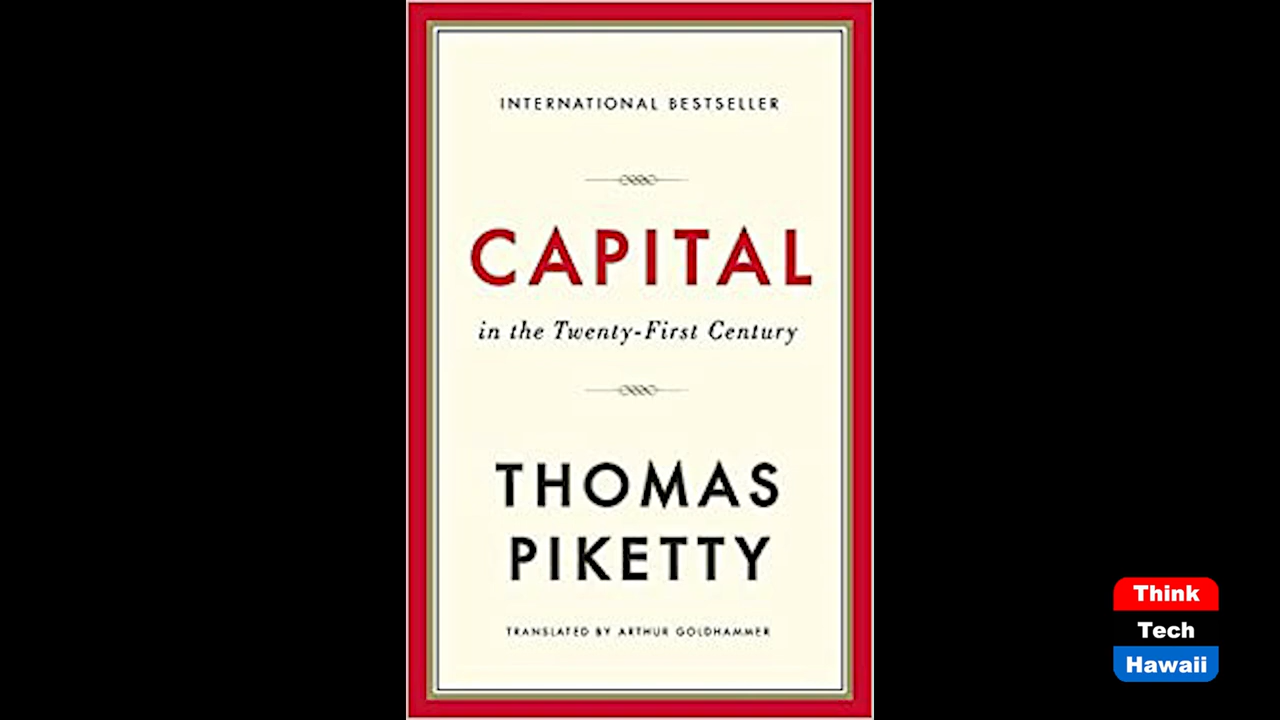 INTERNATIONAL BESTSELLER
CAPITAL
in the Twenty-First Century
THOMAS
PIKETTY
TRANSLATED BY ARTHUR GOLDHAMMER
Think
Tech
Hawaii